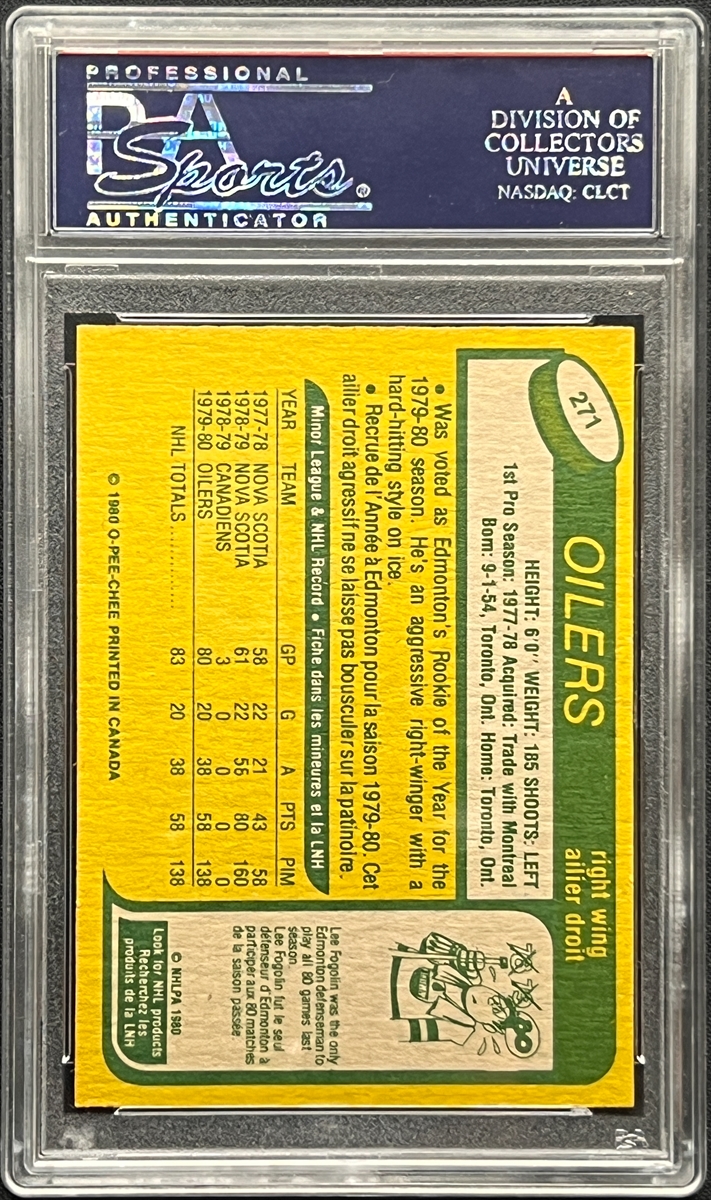 PROFESSIONAL
PSA
Sports®
AUTHENTICATOR
A
DIVISION OF
COLLECTORS
UNIVERSE
NASDAQ: CLCT
271
OILERS
right wing
ailier droit
HEIGHT: 6'0" WEIGHT: 185 SHOOTS: LEFT
1st Pro Season: 1977-78 Acquired: Trade with Montreal
Born: 9-1-54, Toronto, Ont. Home: Toronto, Ont.
• Was voted as Edmonton's Rookie of the Year for the
1979-80 season. He's an aggressive right-winger with a
hard-hitting style on ice.
• Recrue de l'Année à Edmonton pour la saison 1979-80. Cet
ailier droit agressif ne se laisse pas bousculer sur la patinoire.
Minor League & NHL Record • Fiche dans les mineures et la LNH
YEAR TEAM GP G A PTS PIM
1977-78 NOVA SCOTIA 58 22 21 43 58
1978-79 NOVA SCOTIA 61 22 58 80 160
1978-79 CANADIENS 3 0 0 0 0
1979-80 OILERS 80 20 38 58 138
NHL TOTALS ............ 83 20 38 58 138
© 1980 O-PEE-CHEE PRINTED IN CANADA
78 79 80
Lee Fogolin was the only
Edmonton defenseman to
play all 80 games last
season
Lee Fogolin fut le seul
défenseur d'Edmonton à
participer aux 80 matches
de la saison passée
© NHLPA 1980
Look for NHL products
Recherchez les
produits de la LNH